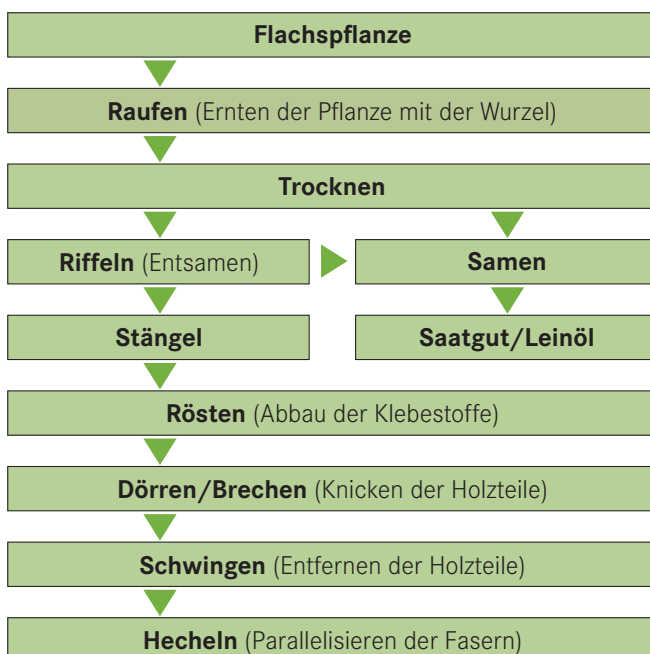 Flachspflanze
Raufen (Ernten der Pflanze mit der Wurzel)
Trocknen
Riffeln (Entsamen)
Samen
Stängel
Saatgut/Leinöl
Rösten (Abbau der Klebestoffe)
Dörren/Brechen (Knicken der Holzteile)
Schwingen (Entfernen der Holzteile)
Hecheln (Parallelisieren der Fasern)